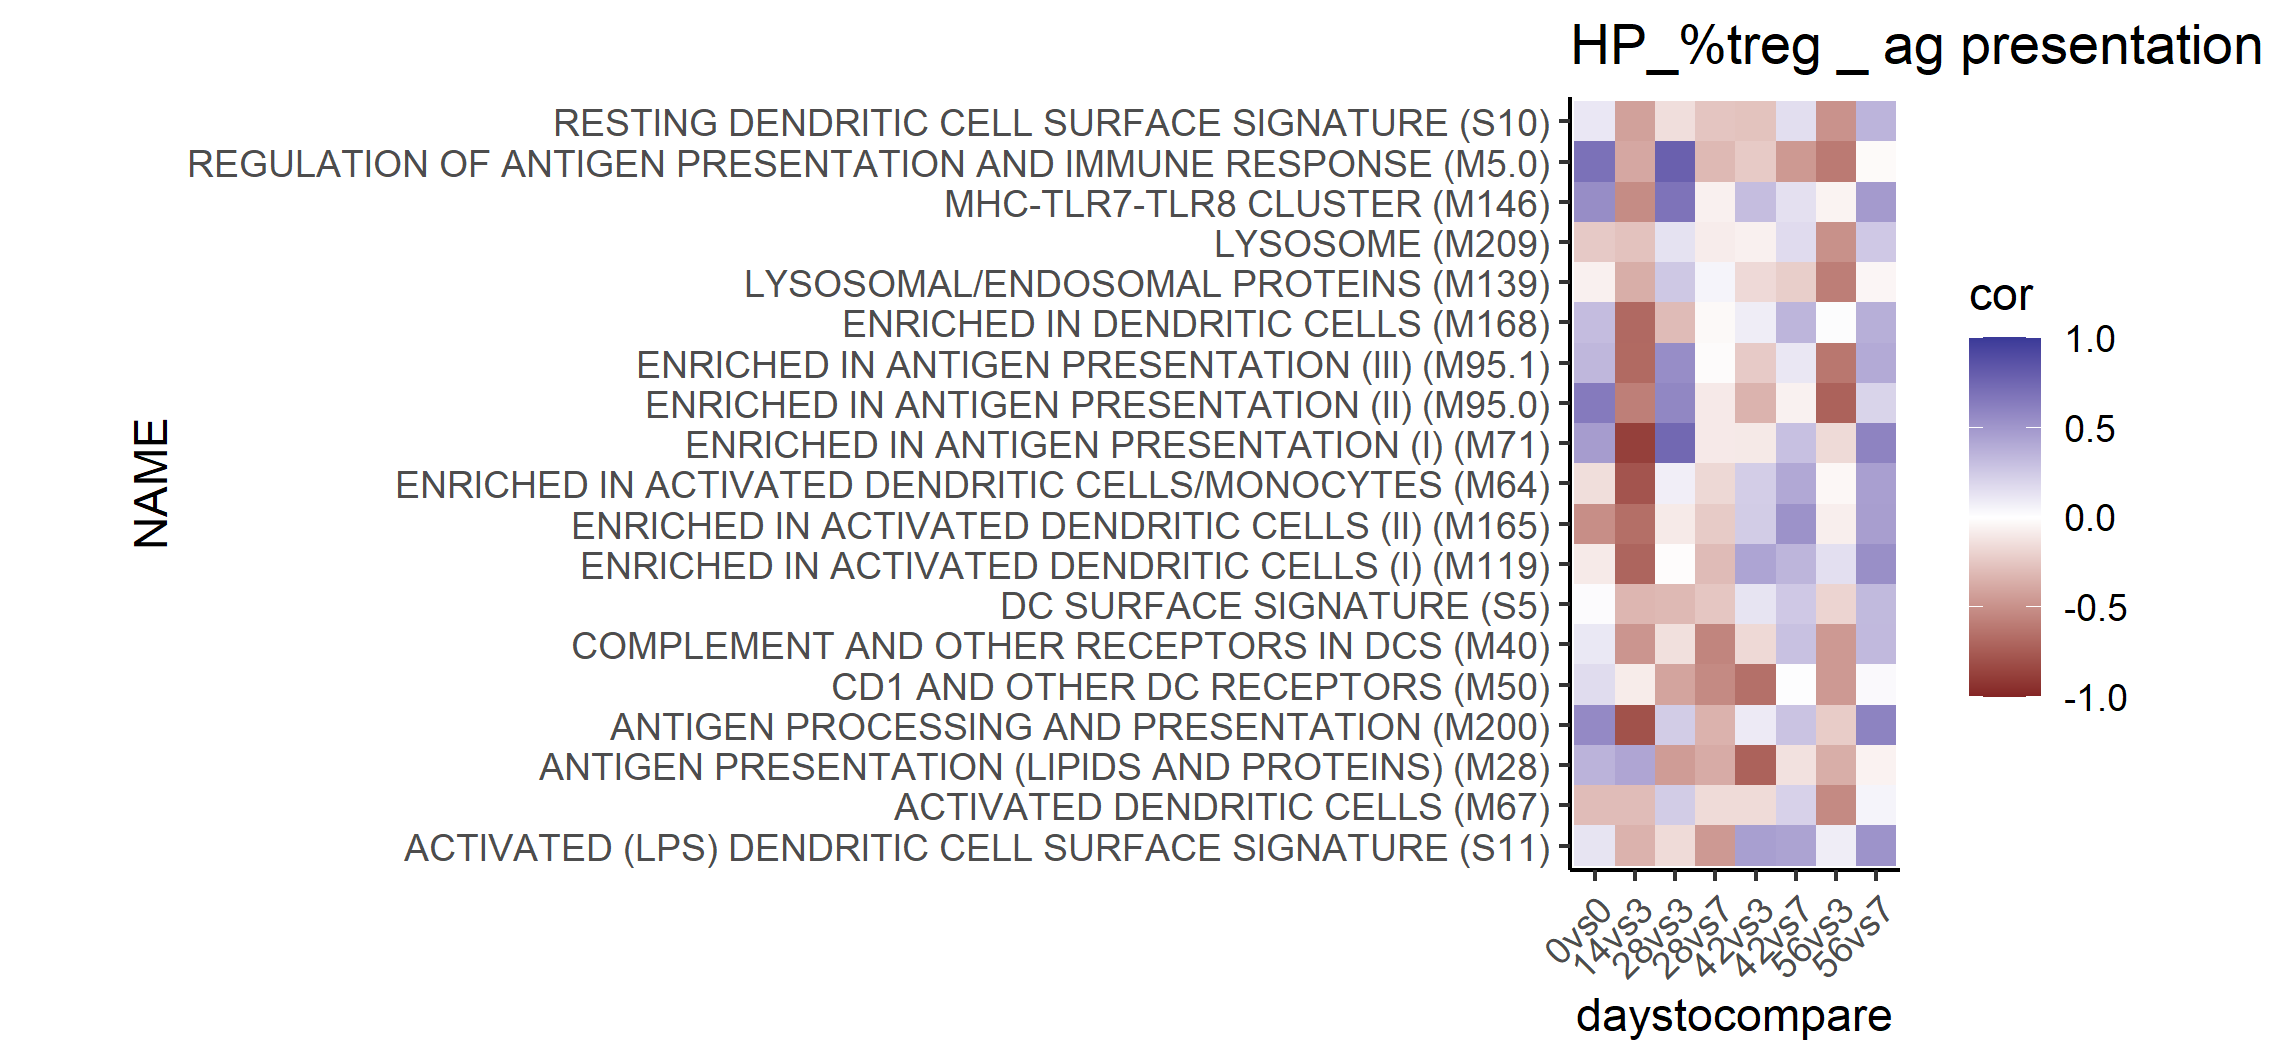 HP_%treg _ ag presentation
RESTING DENDRITIC CELL SURFACE SIGNATURE (S10)
REGULATION OF ANTIGEN PRESENTATION AND IMMUNE RESPONSE (M5.0)
MHC-TLR7-TLR8 CLUSTER (M146)
LYSOSOME (M209)
LYSOSOMAL/ENDOSOMAL PROTEINS (M139)
ENRICHED IN DENDRITIC CELLS (M168)
ENRICHED IN ANTIGEN PRESENTATION (III) (M95.1)
ENRICHED IN ANTIGEN PRESENTATION (II) (M95.0)
ENRICHED IN ANTIGEN PRESENTATION (I) (M71)
ENRICHED IN ACTIVATED DENDRITIC CELLS/MONOCYTES (M64)
ENRICHED IN ACTIVATED DENDRITIC CELLS (II) (M165)
ENRICHED IN ACTIVATED DENDRITIC CELLS (I) (M119)
DC SURFACE SIGNATURE (S5)
COMPLEMENT AND OTHER RECEPTORS IN DCS (M40)
CD1 AND OTHER DC RECEPTORS (M50)
ANTIGEN PROCESSING AND PRESENTATION (M200)
ANTIGEN PRESENTATION (LIPIDS AND PROTEINS) (M28)
ACTIVATED DENDRITIC CELLS (M67)
ACTIVATED (LPS) DENDRITIC CELL SURFACE SIGNATURE (S11)
NAME
0vs0
14vs3
28vs3
28vs7
42vs3
42vs7
56vs3
56vs7
daystocompare
cor
1.0
0.5
0.0
-0.5
-1.0